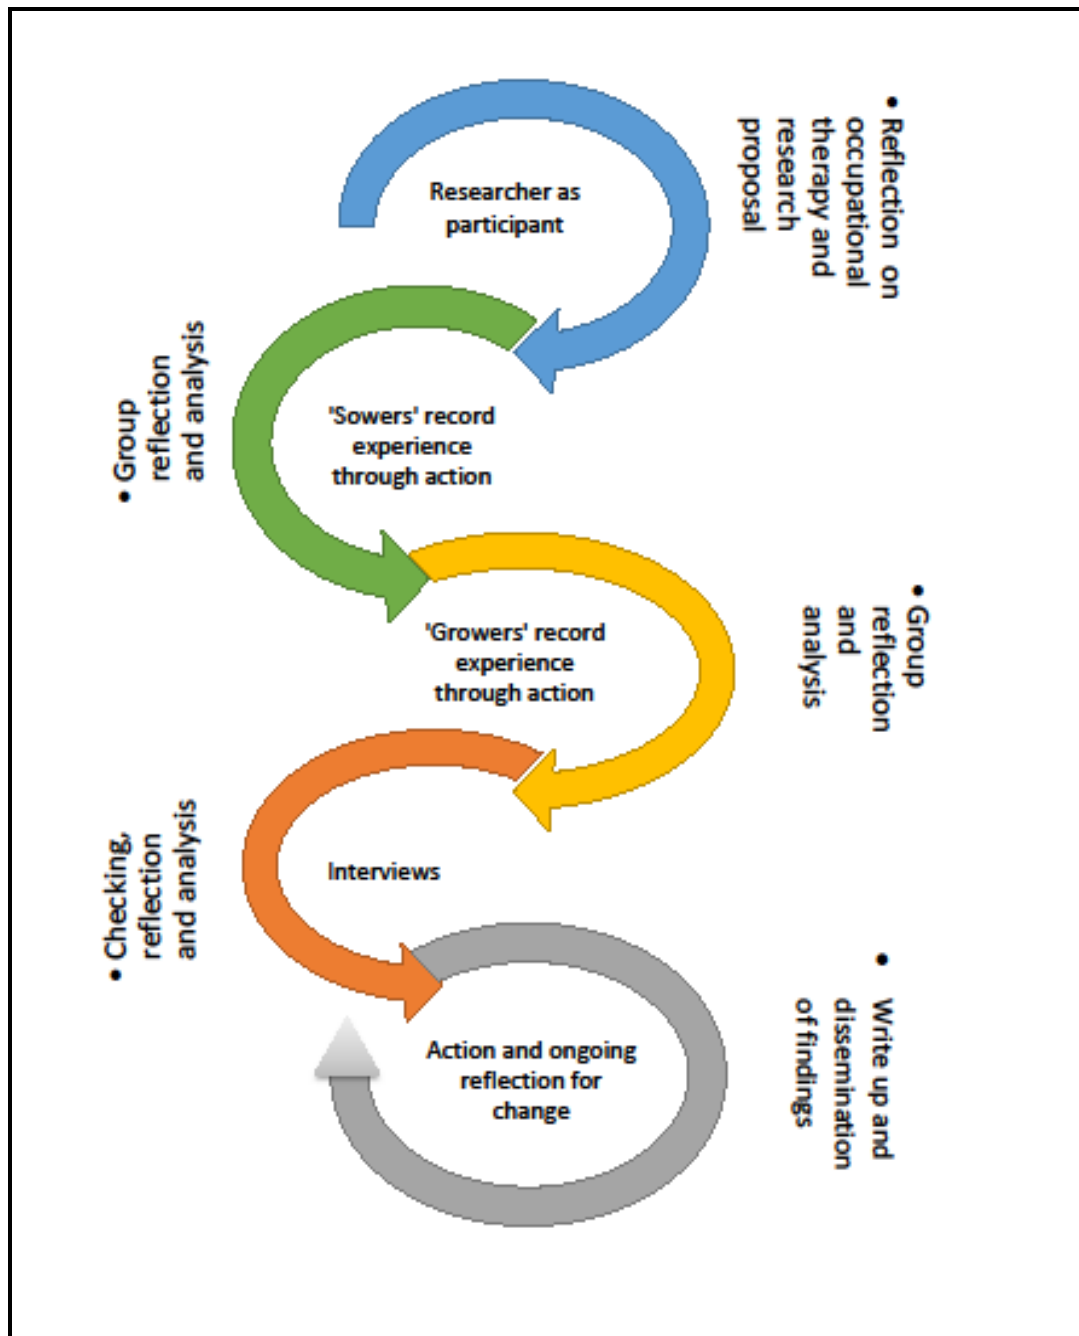 Researcher as
participant
• Reflection on
occupational
therapy and
research
proposal
'Sowers' record
experience
through action
• Group
reflection
and analysis
'Growers' record
experience
through action
• Group
reflection
and
analysis
Interviews
• Checking,
reflection
and analysis
Action and ongoing
reflection for
change
•
Write up and
dissemination
of findings